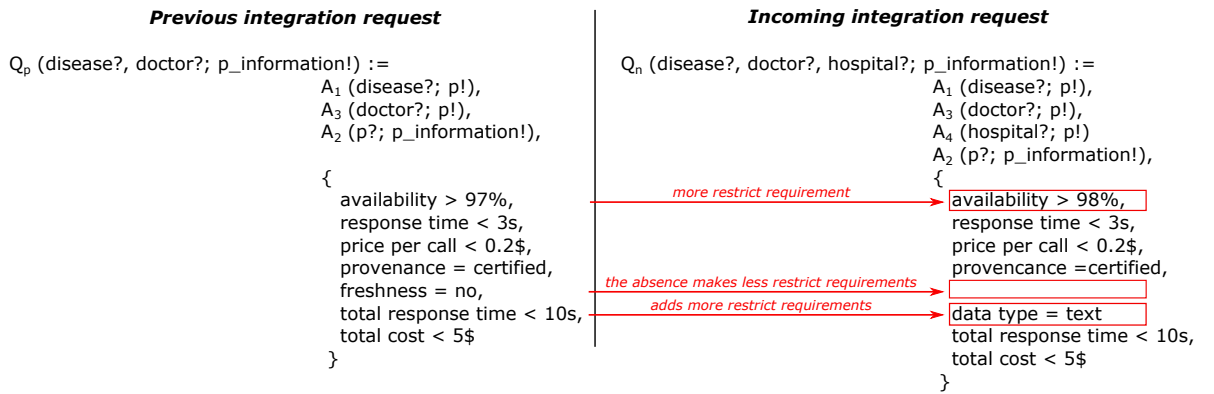 Previous integration request
Qp (disease?, doctor?; p_information!) :=
A1 (disease?; p!),
A3 (doctor?; p!),
A2 (p?; p_information!),
{
availability > 97%,
response time < 3s,
price per call < 0.2$,
provenance = certified,
freshness = no,
total response time < 10s,
total cost < 5$
}
more restrict requirement
the absence makes less restrict requirements
adds more restrict requirements
Incoming integration request
Qn (disease?, doctor?, hospital?; p_information!) :=
A1 (disease?; p!),
A3 (doctor?; p!),
A4 (hospital?; p!)
A2 (p?; p_information!),
{
availability > 98%,
response time < 3s,
price per call < 0.2$,
provencance =certified,
data type = text
total response time < 10s,
total cost < 5$
}